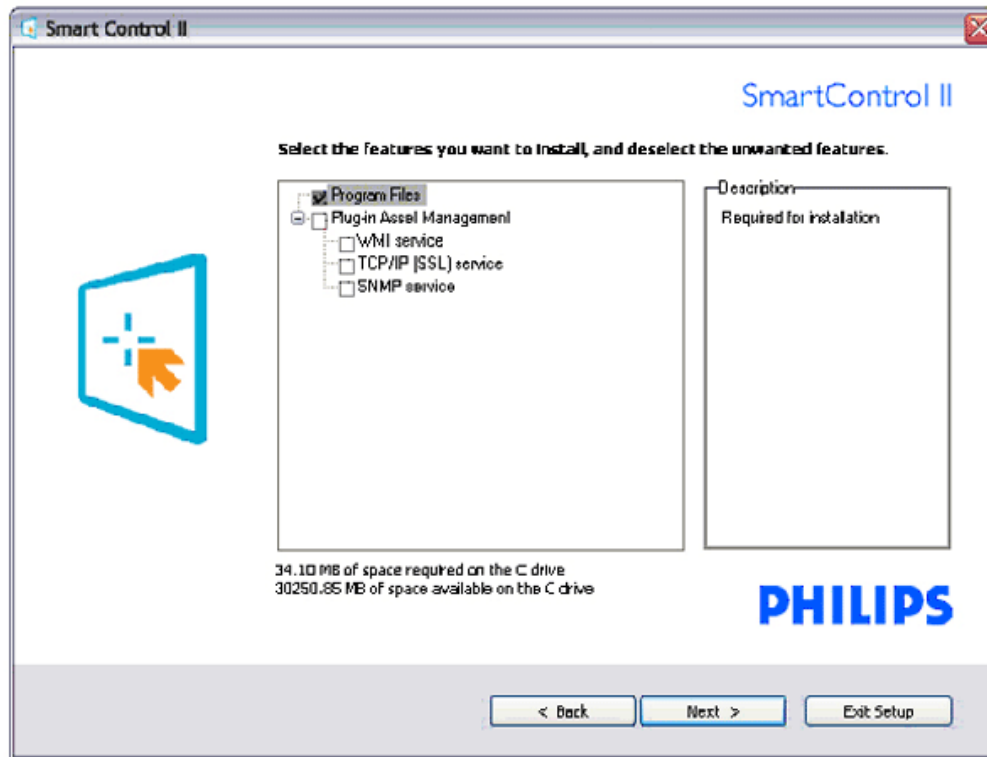 Smart Control II
SmartControl II
Select the features you want to install, and deselect the unwanted features.
Program Files
Plug-in Asset Management
WMI service
TCP/IP (SSL) service
SNMP service
Description
Required for installation
34.10 MB of space required on the C drive
30250.85 MB of space available on the C drive
PHILIPS
< Back
Next >
Exit Setup